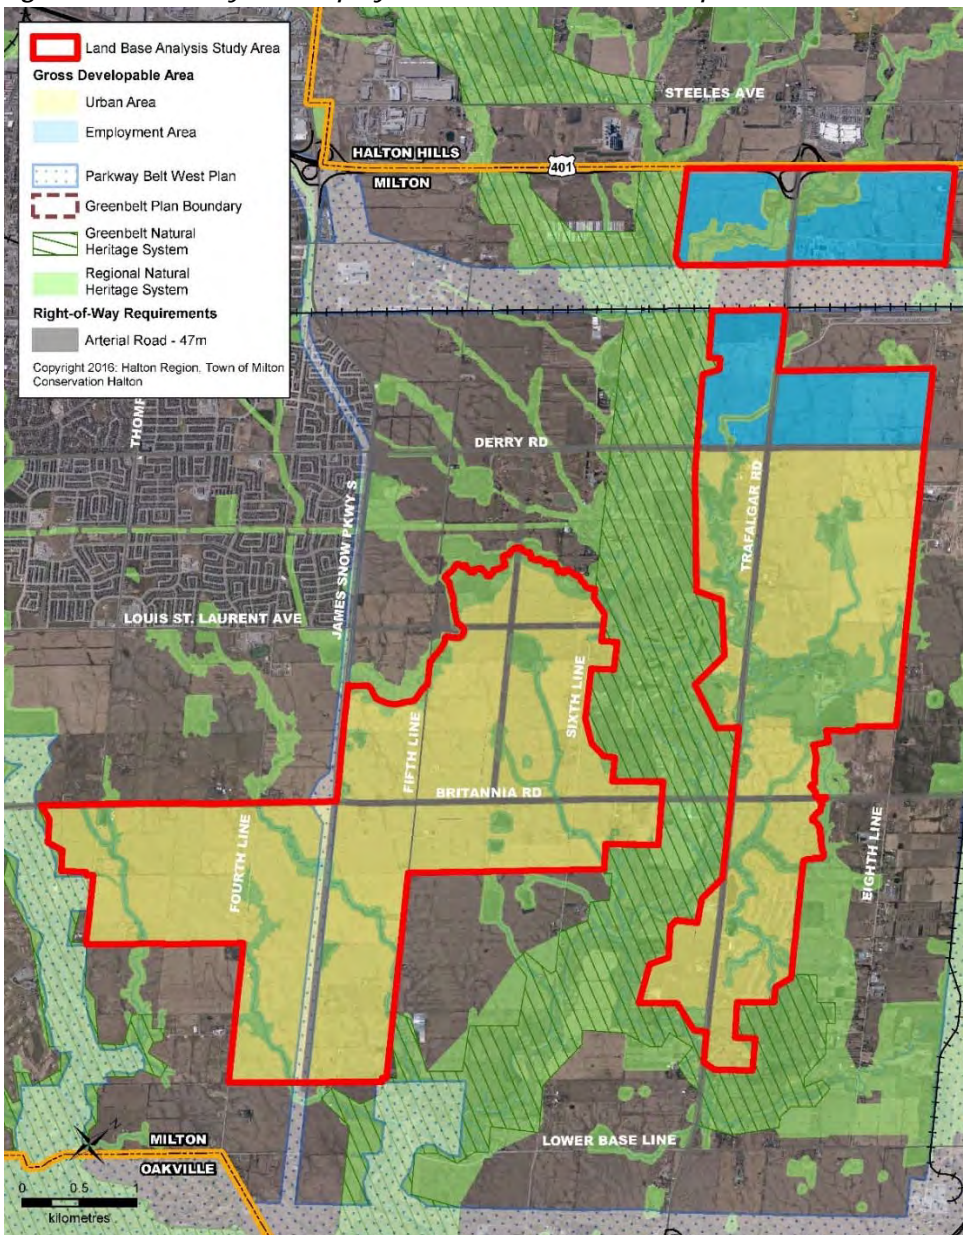 Land Base Analysis Study Area
Gross Developable Area
Urban Area
Employment Area
Parkway Belt West Plan
Greenbelt Plan Boundary
Greenbelt Natural
Heritage System
Regional Natural
Heritage System
Right-of-Way Requirements
Arterial Road - 47m
Copyright 2016: Halton Region, Town of Milton
Conservation Halton
STEELES AVE
HALTON HILLS
401
MILTON
THOMP
DERRY RD
TRAFALGAR RD
JAMES SNOW PKWY S
LOUIS ST. LAURENT AVE
SIXTH LINE
FIFTH LINE
BRITANNIA RD
FOURTH LINE
EIGHTH LINE
N
MILTON
LOWER BASE LINE
OAKVILLE
0 0.5 1
kilometres